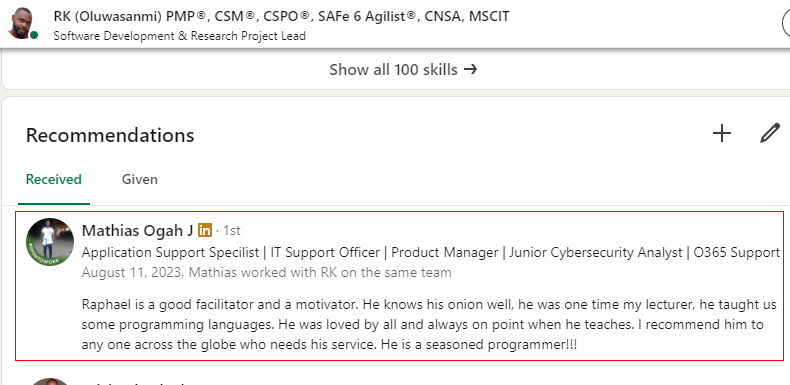 RK (Oluwasanmi) PMP®, CSM®, CSPO®, SAFe 6 Agilist®, CNSA, MSCIT
Software Development & Research Project Lead
Show all 100 skills →
Recommendations
Received Given
Mathias Ogah J in · 1st
Application Support Specilist | IT Support Officer | Product Manager | Junior Cybersecurity Analyst | O365 Support
August 11, 2023, Mathias worked with RK on the same team
Raphael is a good facilitator and a motivator. He knows his onion well, he was one time my lecturer, he taught us
some programming languages. He was loved by all and always on point when he teaches. I recommend him to
any one across the globe who needs his service. He is a seasoned programmer!!!